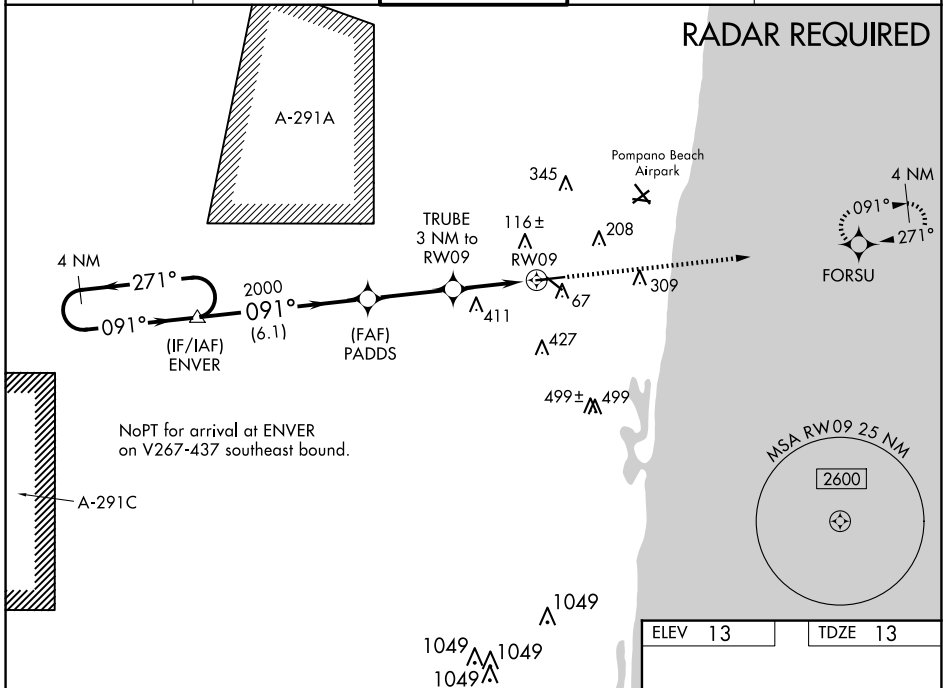 RADAR REQUIRED
A-291A
Pompano Beach
Airpark
345
4 NM
116±
208
091°
271°
TRUBE
3 NM to
RW09
RW09
FORSU
4 NM
271°
2000
091°
(6.1)
091°
67
309
411
(IF/IAF)
ENVER
(FAF)
PADDS
427
499±
499
NoPT for arrival at ENVER
on V267-437 southeast bound.
MSA RW09 25 NM
2600
A-291C
1049
1049
1049
1049
ELEV 13
TDZE 13